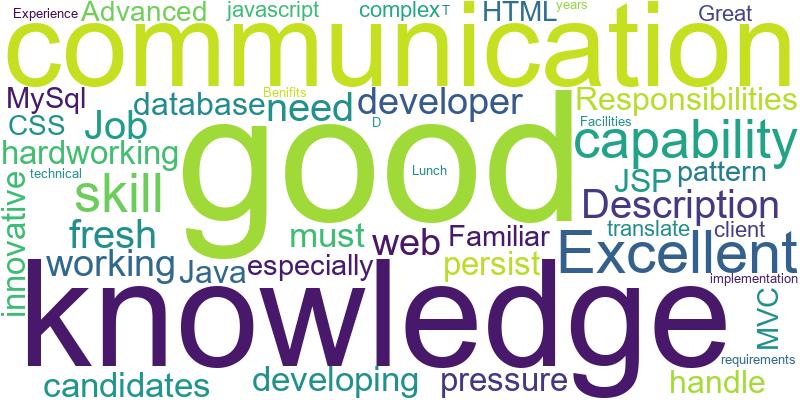 Experience Advanced javascript complex T HTML years Great
communication
MySql database Benifits need developer Responsibilities
CSS Job good D Facilities capability
hardworking
technical skill Lunch JSP pattern
innovative
fresh must web Familiar Description translate client
working Java especially persist Excellent
knowledge implementation
MVC
requirements
candidates developing pressure handle